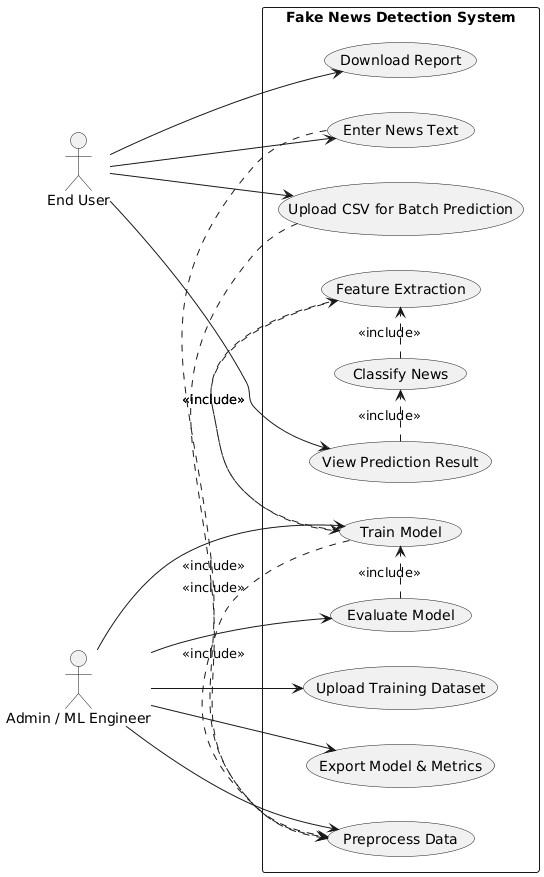 Fake News Detection System
Download Report
Enter News Text
End User
Upload CSV for Batch Prediction
Feature Extraction
«include»
Classify News
«include»
«include»
View Prediction Result
Train Model
«include»
«include»
«include»
Evaluate Model
«include»
Upload Training Dataset
Admin / ML Engineer
Export Model & Metrics
Preprocess Data